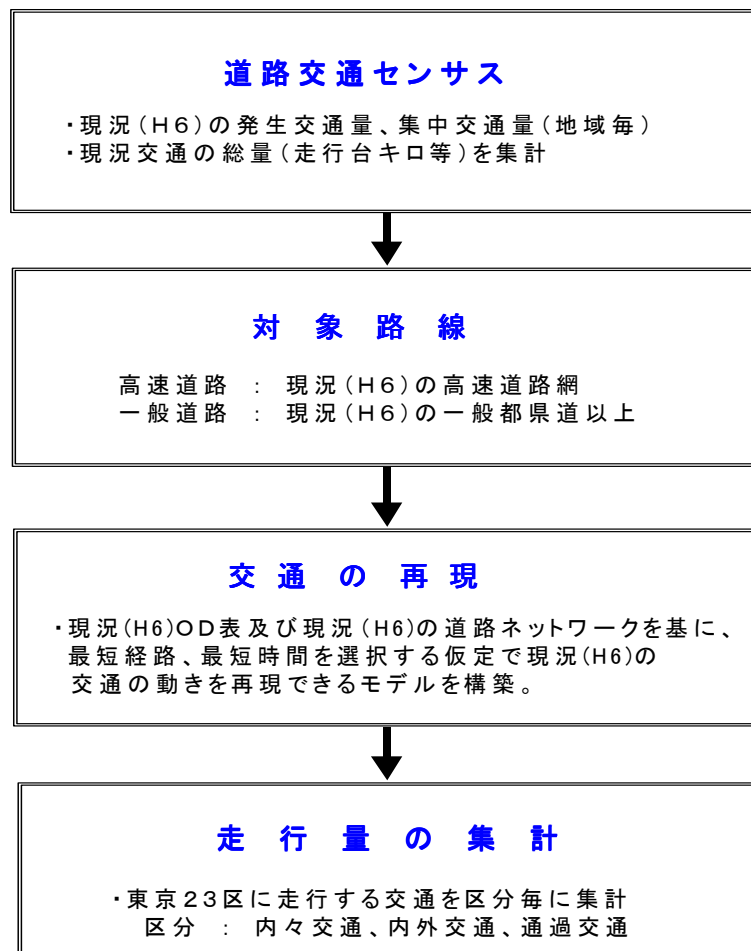 道路交通センサス
・現況(H6)の発生交通量、集中交通量(地域毎)
・現況交通の総量(走行台キロ等)を集計
対象路線
高速道路 : 現況(H6)の高速道路網
一般道路 : 現況(H6)の一般都県道以上
交通の再現
・現況(H6)OD表及び現況(H6)の道路ネットワークを基に、
最短経路、最短時間を選択する仮定で現況(H6)の
交通の動きを再現できるモデルを構築。
走行量の集計
・東京23区に走行する交通を区分毎に集計
区分 : 内々交通、内外交通、通過交通